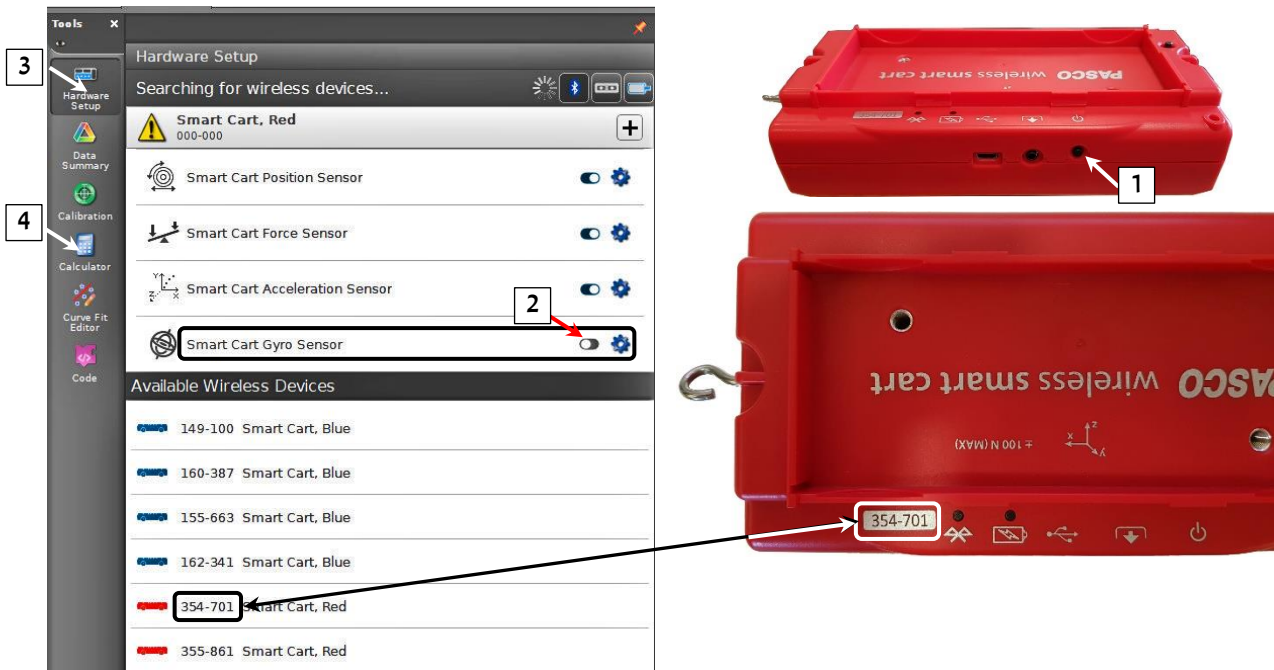 Tools X
3
Hardware
Setup
Data
Summary
Calibration
4
Calculator
Curve Fit
Editor
Code
Hardware Setup
Searching for wireless devices...
Smart Cart, Red
000-000
+
Smart Cart Position Sensor
Smart Cart Force Sensor
Y
Z X
Smart Cart Acceleration Sensor
2
Smart Cart Gyro Sensor
Available Wireless Devices
149-100 Smart Cart, Blue
160-387 Smart Cart, Blue
155-663 Smart Cart, Blue
162-341 Smart Cart, Blue
354-701 Smart Cart, Red
355-861 Smart Cart, Red
PASCO wireless smart cart
1
PASCO wireless smart cart
± 100 N (MAX)
x z y
354-701